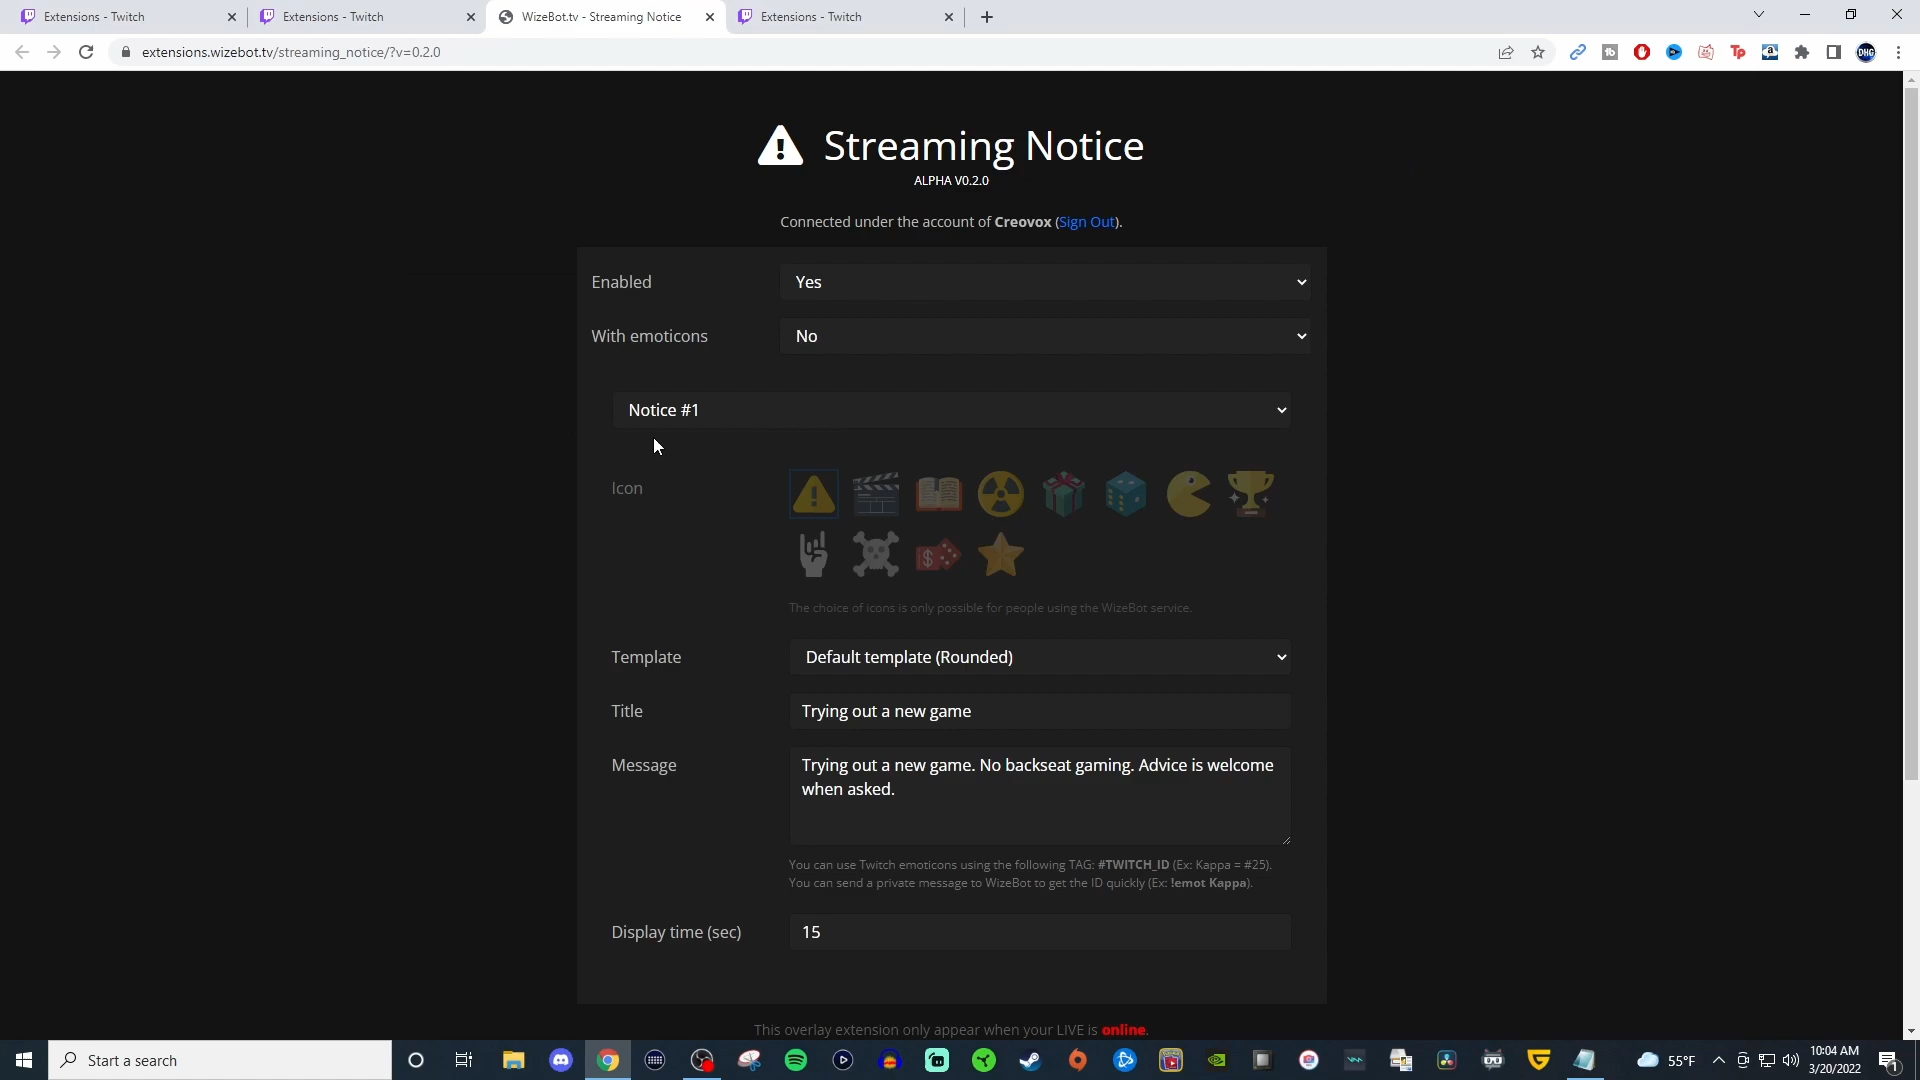 Extensions - Twitch
Extensions - Twitch
WizeBot.tv - Streaming Notice
Extensions - Twitch
extensions.wizebot.tv/streaming_notice/?v=0.2.0
Streaming Notice
ALPHA V0.2.0
Connected under the account of Creovox (Sign Out).
Enabled
Yes
With emoticons
No
Notice #1
Icon
The choice of icons is only possible for people using the WizeBot service.
Template
Default template (Rounded)
Title
Trying out a new game
Message
Trying out a new game. No backseat gaming. Advice is welcome
when asked.
You can use Twitch emoticons using the following TAG: #TWITCH_ID (Ex: Kappa = #25).
You can send a private message to WizeBot to get the ID quickly (Ex: !emot Kappa).
Display time (sec)
15
This overlay extension only appear when your LIVE is online.
Start a search
55°F
10:04 AM
3/20/2022
1